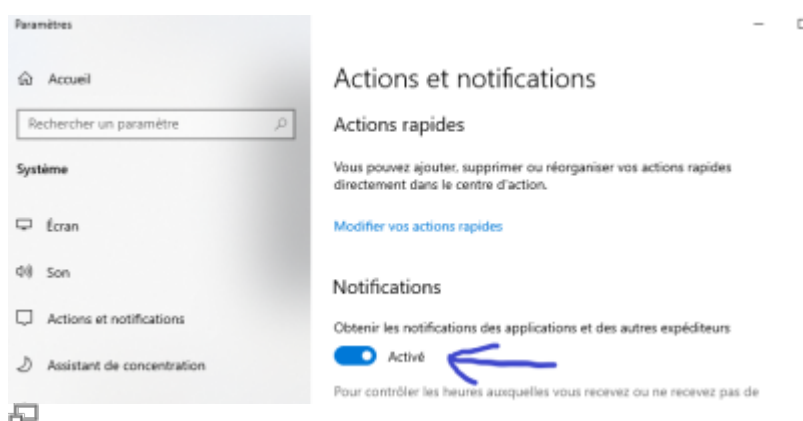 Paramètres
Accueil
Rechercher un paramètre
Système
Écran
Son
Actions et notifications
Assistant de concentration
Actions et notifications
Actions rapides
Vous pouvez ajouter, supprimer ou réorganiser vos actions rapides
directement dans le centre d'action.
Modifier vos actions rapides
Notifications
Obtenir les notifications des applications et des autres expéditeurs
Activé
Pour contrôler les heures auxquelles vous recevez ou ne recevez pas de